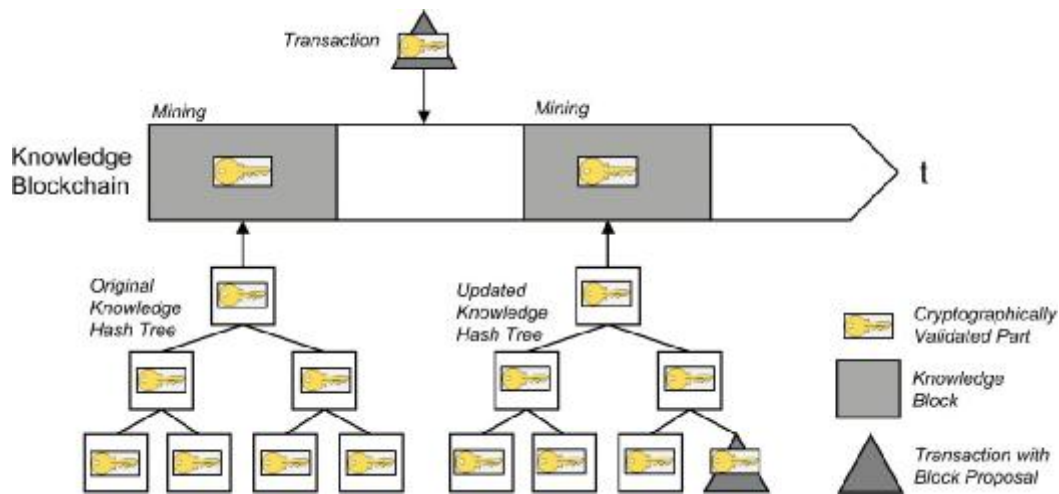 Transaction
Mining
Mining
Knowledge
Blockchain
t
Original
Knowledge
Hash Tree
Updated
Knowledge
Hash Tree
Cryptographically
Validated Part
Knowledge
Block
Transaction with
Block Proposal